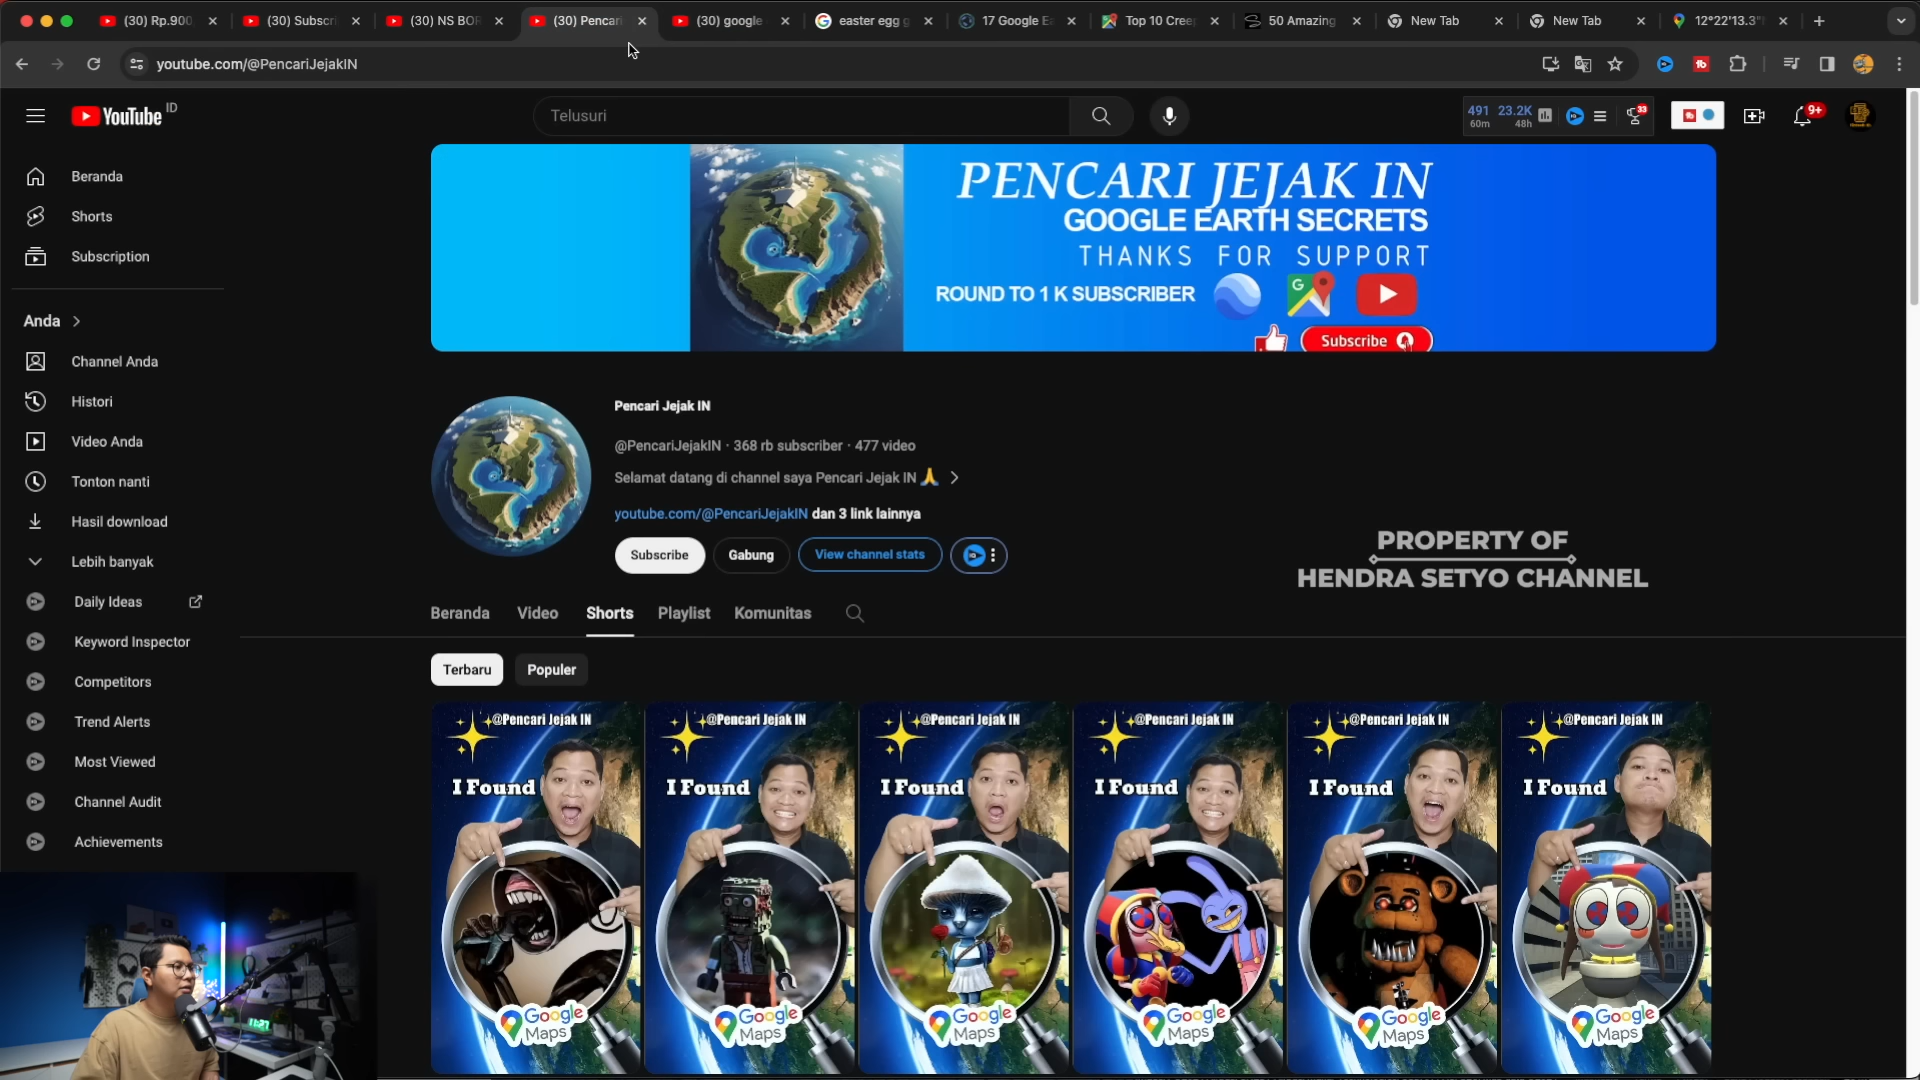 (30) Rp.900
(30) Subscri
(30) NS BOR
(30) Pencari
(30) google
easter egg g
17 Google Ea
Top 10 Cree
50 Amazing
New Tab
New Tab
12°22'13.3"
youtube.com/@PencariJejakIN
YouTube ID
Telusuri
491
60m
23.2K
48h
33
9+
Beranda
Shorts
Subscription
Anda
Channel Anda
Histori
Video Anda
Tonton nanti
Hasil download
Lebih banyak
Daily Ideas
Keyword Inspector
Competitors
Trend Alerts
Most Viewed
Channel Audit
Achievements
PENCARI JEJAK IN
GOOGLE EARTH SECRETS
THANKS FOR SUPPORT
ROUND TO 1 K SUBSCRIBER
Subscribe
Pencari Jejak IN
@PencariJejakIN · 368 rb subscriber · 477 video
Selamat datang di channel saya Pencari Jejak IN 🙏
youtube.com/@PencariJejakIN dan 3 link lainnya
Subscribe
Gabung
View channel stats
PROPERTY OF
HENDRA SETYO CHANNEL
Beranda
Video
Shorts
Playlist
Komunitas
Terbaru
Populer
@Pencari Jejak IN
I Found
Google
Maps
@Pencari Jejak IN
I Found
Google
Maps
@Pencari Jejak IN
I Found
Google
Maps
@Pencari Jejak IN
I Found
Google
Maps
@Pencari Jejak IN
I Found
Google
Maps
@Pencari Jejak IN
I Found
Google
Maps